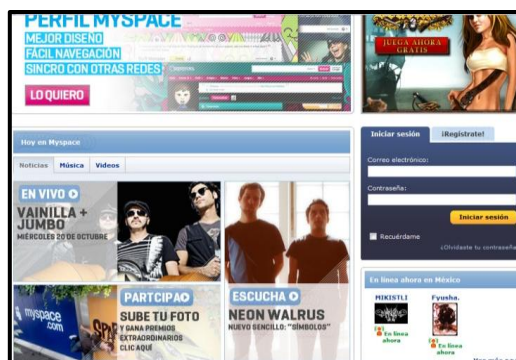 PERFIL MYSPACE
MEJOR DISEÑO
FÁCIL NAVEGACIÓN
SINCRO CON OTRAS REDES
LO QUIERO
JUEGA AHORA
GRATIS
Hoy en Myspace
Noticias Música Videos
EN VIVO
VAINILLA +
JUMBO
MIÉRCOLES 20 DE OCTUBRE
myspace
.com
PARTCIPA
SUBE TU FOTO
Y GANA PREMIOS
EXTRAORDINARIOS
CLIC AQUÍ
ESCUCHA
NEON WALRUS
NUEVO SENCILLO: "SÍMBOLOS"
Iniciar sesión ¡Regístrate!
Correo electrónico:
Contraseña:
Iniciar sesión
Recuérdame
¿Olvidaste tu contraseña
En línea ahora en México
MIKISTLI Fyusha.
En línea
ahora
En línea
ahora